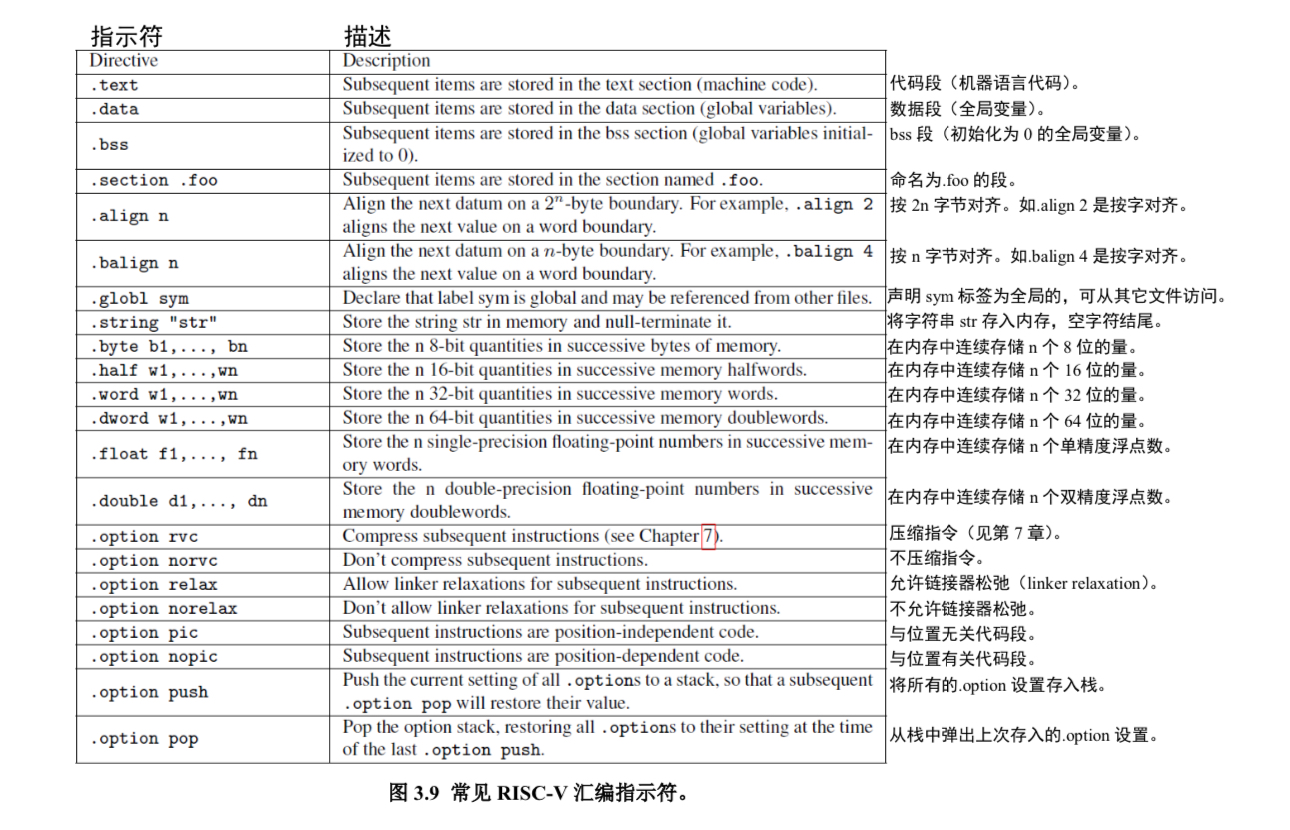 指示符 描述
Directive Description
.text Subsequent items are stored in the text section (machine code). 代码段（机器语言代码）。
.data Subsequent items are stored in the data section (global variables). 数据段（全局变量）。
.bss Subsequent items are stored in the bss section (global variables initial-
ized to 0). bss 段（初始化为 0 的全局变量）。
.section .foo Subsequent items are stored in the section named .foo. 命名为.foo 的段。
.align n Align the next datum on a 2^n-byte boundary. For example, .align 2
aligns the next value on a word boundary. 按 2n 字节对齐。如.align 2 是按字对齐。
.balign n Align the next datum on a n-byte boundary. For example, .balign 4
aligns the next value on a word boundary. 按 n 字节对齐。如.balign 4 是按字对齐。
.globl sym Declare that label sym is global and may be referenced from other files. 声明 sym 标签为全局的，可从其它文件访问。
.string "str" Store the string str in memory and null-terminate it. 将字符串 str 存入内存，空字符结尾。
.byte b1,..., bn Store the n 8-bit quantities in successive bytes of memory. 在内存中连续存储 n 个 8 位的量。
.half w1,...,wn Store the n 16-bit quantities in successive memory halfwords. 在内存中连续存储 n 个 16 位的量。
.word w1,...,wn Store the n 32-bit quantities in successive memory words. 在内存中连续存储 n 个 32 位的量。
.dword w1,...,wn Store the n 64-bit quantities in successive memory doublewords. 在内存中连续存储 n 个 64 位的量。
.float f1,..., fn Store the n single-precision floating-point numbers in successive mem-
ory words. 在内存中连续存储 n 个单精度浮点数。
.double d1,..., dn Store the n double-precision floating-point numbers in successive
memory doublewords. 在内存中连续存储 n 个双精度浮点数。
.option rvc Compress subsequent instructions (see Chapter 7). 压缩指令（见第 7 章）。
.option norvc Don't compress subsequent instructions. 不压缩指令。
.option relax Allow linker relaxations for subsequent instructions. 允许链接器松弛（linker relaxation）。
.option norelax Don't allow linker relaxations for subsequent instructions. 不允许链接器松弛。
.option pic Subsequent instructions are position-independent code. 与位置无关代码段。
.option nopic Subsequent instructions are position-dependent code. 与位置有关代码段。
.option push Push the current setting of all .options to a stack, so that a subsequent
.option pop will restore their value. 将所有的.option 设置存入栈。
.option pop Pop the option stack, restoring all .options to their setting at the time
of the last .option push. 从栈中弹出上次存入的.option 设置。
图 3.9 常见 RISC-V 汇编指示符。